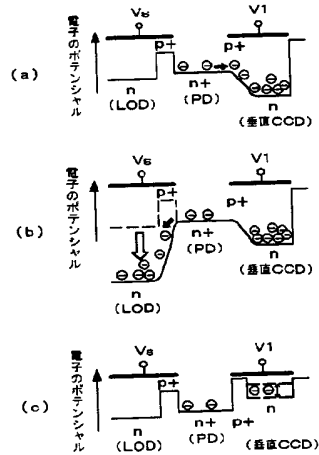 (a)
電子のポテンシャル
Vs
V1
p+
p+
n
(LOD)
n+
(PD)
n
(垂直CCD)
(b)
電子のポテンシャル
Vs
V1
p+
p+
n
(LOD)
n+
(PD)
n
(垂直CCD)
(c)
電子のポテンシャル
Vs
V1
p+
n
(LOD)
n+
(PD)
p+
n
(垂直CCD)